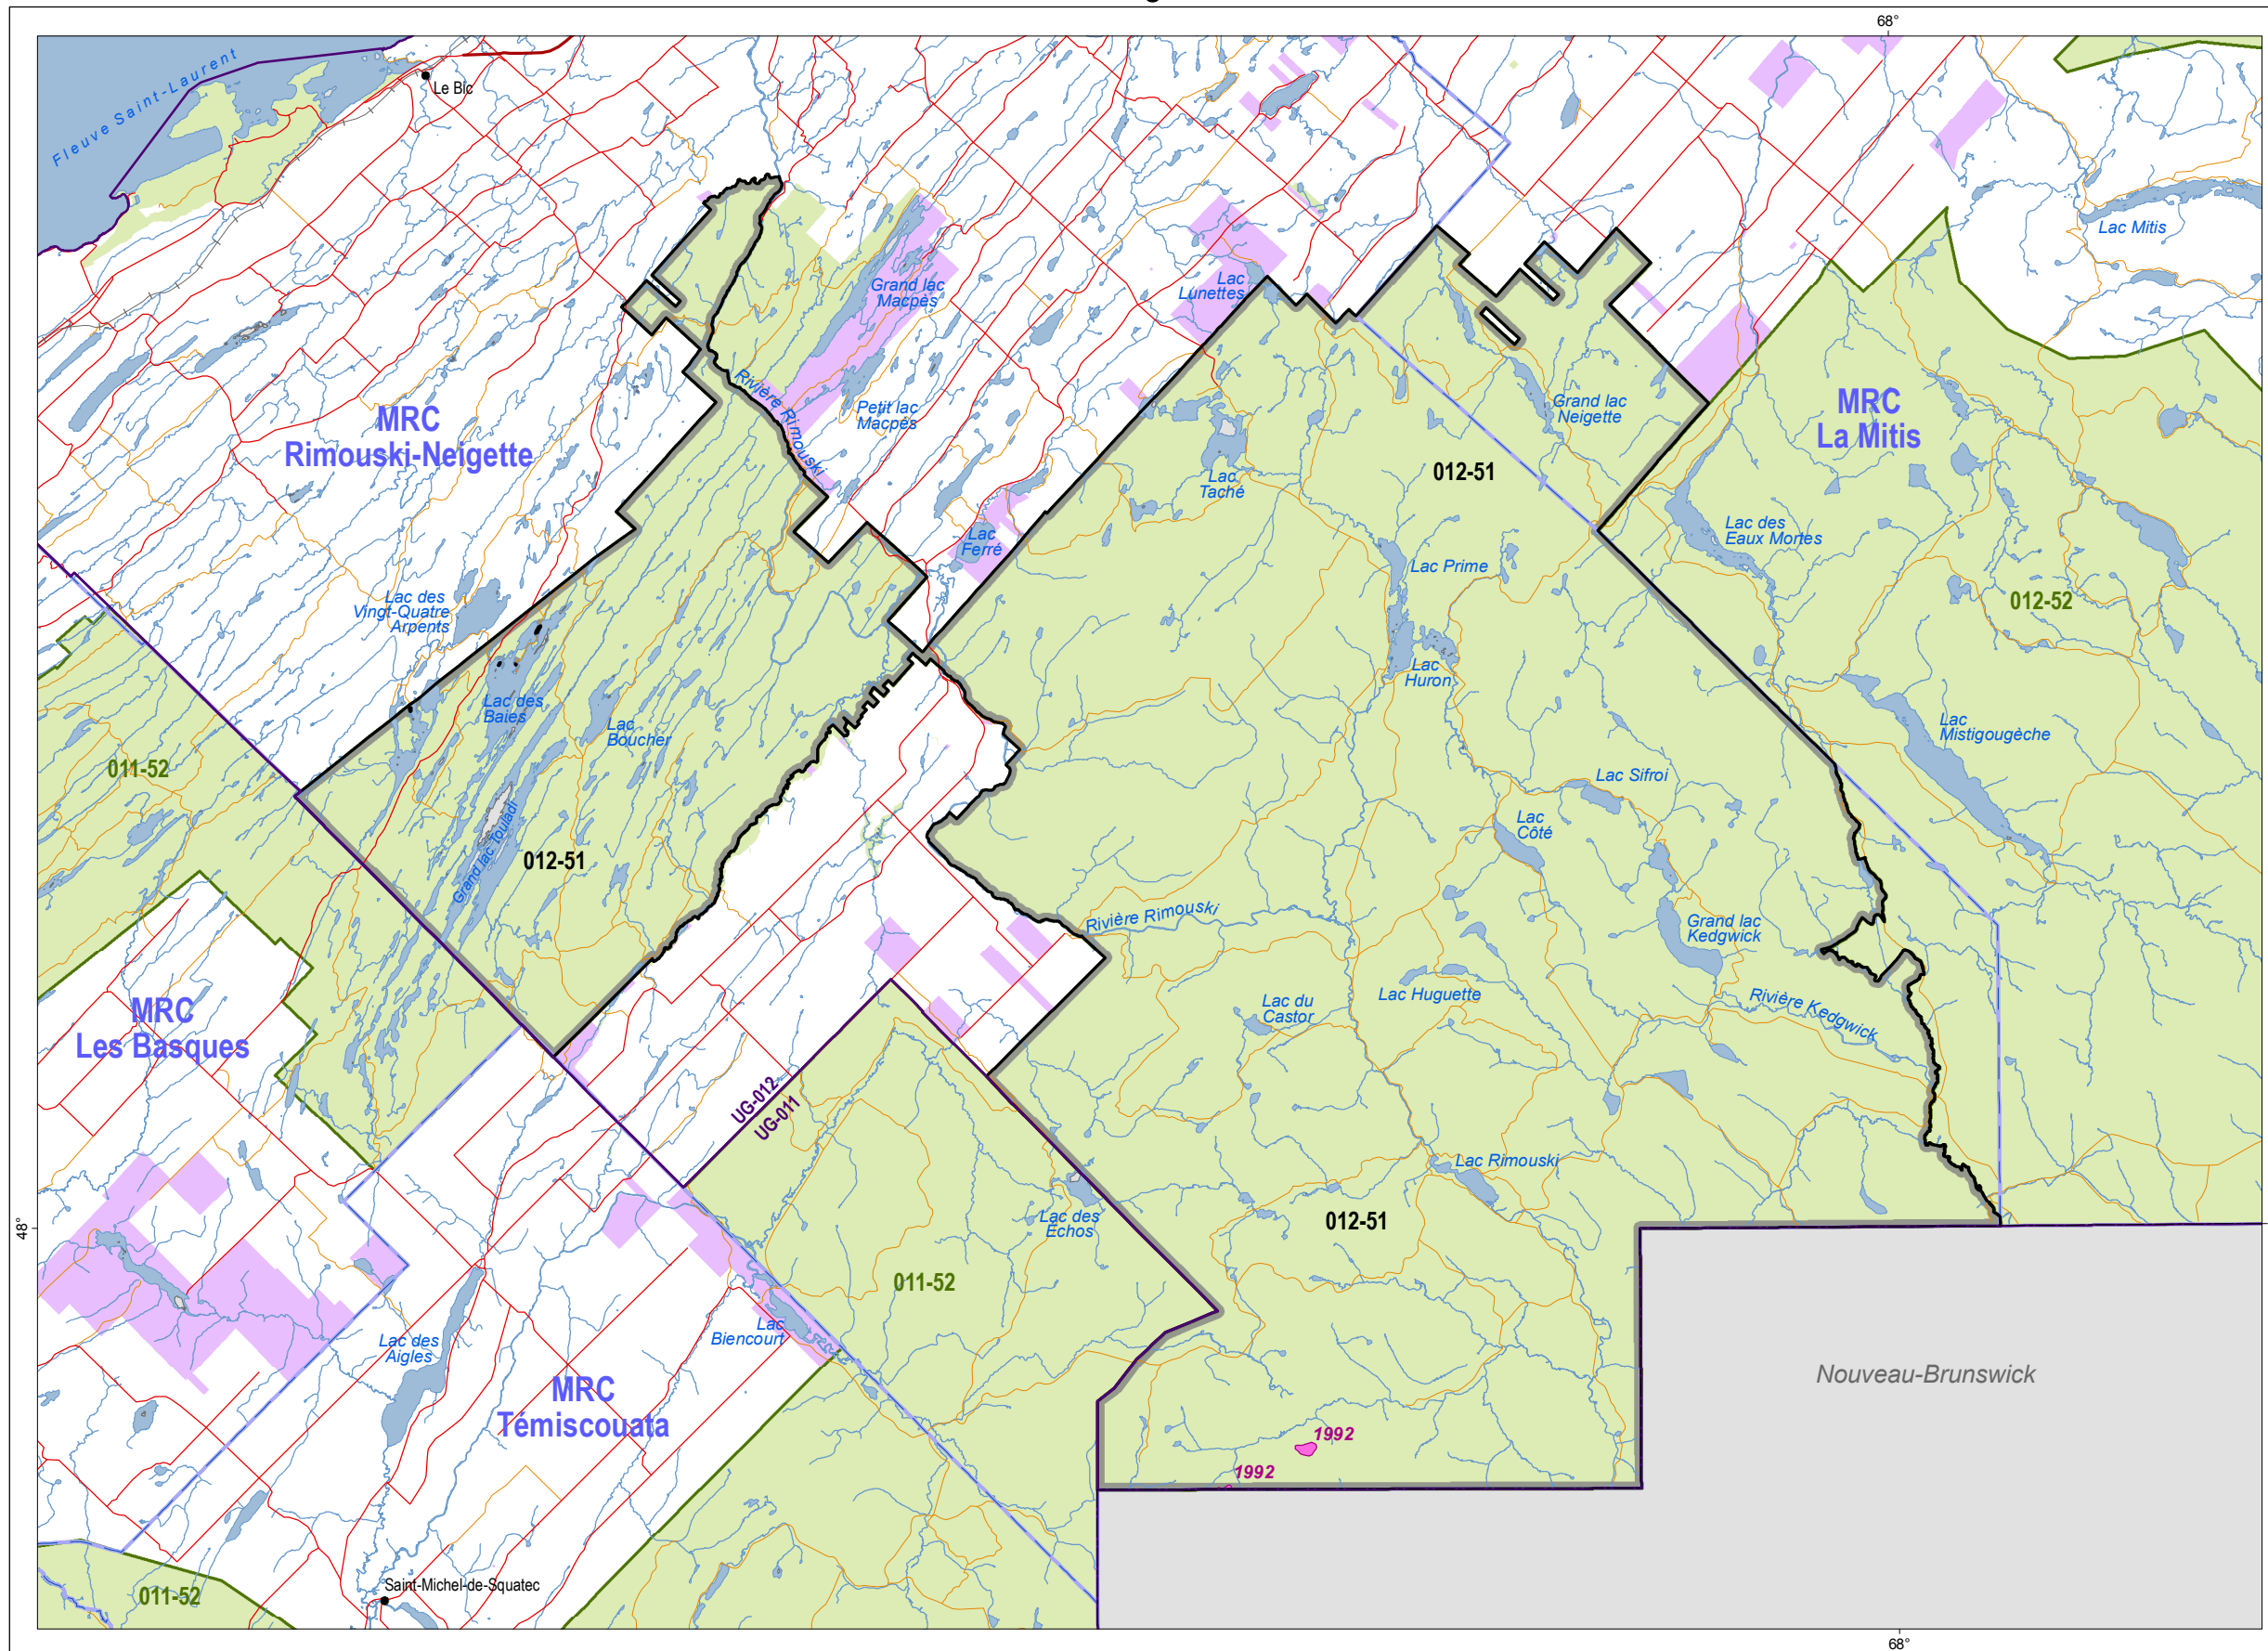 68°
Fleuve Saint-Laurent
Le Bic
Lac Mitis
Lac
Lunettes
Grand lac
Macpès
Rivière Rimouski
Petit lac
Macpès
Grand lac
Neigette
MRC
La Mitis
MRC
Rimouski-Neigette
012-51
Lac
Taché
Lac des
Eaux Mortes
Lac
Ferré
Lac Prime
012-52
Lac des
Vingt-Quatre
Arpents
Lac
Huron
Lac des
Baies
Lac
Boucher
Lac
Mistigougèche
011-52
Lac Sifroi
Lac
Côté
Grand lac Touladi
012-51
Rivière Rimouski
Grand lac
Kedgwick
MRC
Les Basques
Lac du
Castor
Lac Huguette
Rivière Kedgwick
UG-012
UG-011
Lac Rimouski
Lac des
Échos
012-51
48°
011-52
Lac
Biencourt
Lac des
Aigles
MRC
Témiscouata
Nouveau-Brunswick
1992
1992
Saint-Michel-de-Squatec
011-52
68°